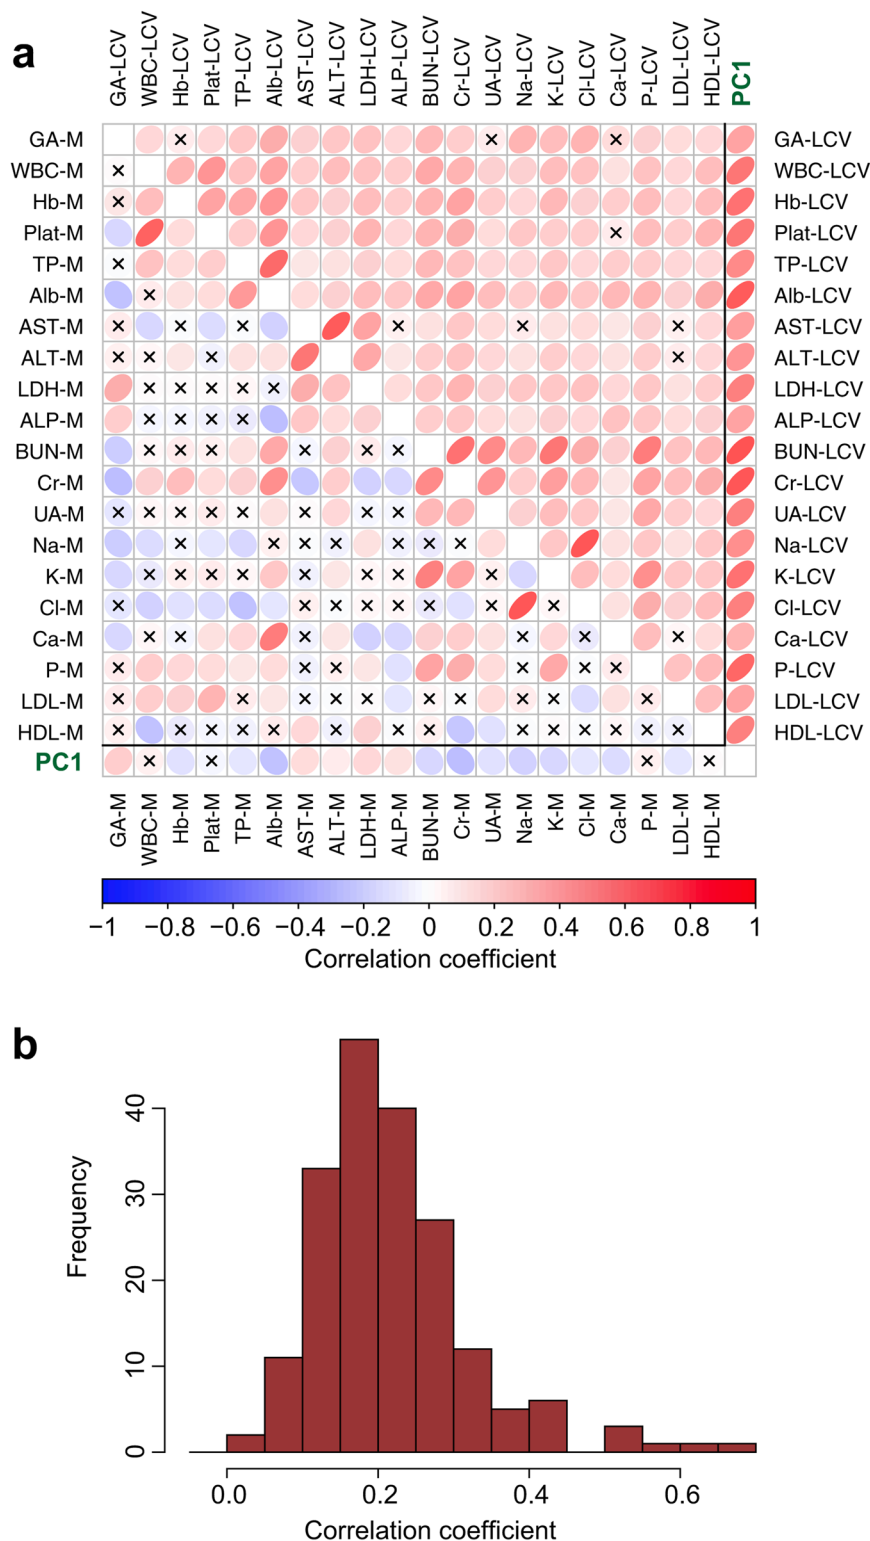 a
GA-LCV WBC-LCV Hb-LCV Plat-LCV TP-LCV Alb-LCV AST-LCV ALT-LCV LDH-LCV ALP-LCV BUN-LCV Cr-LCV UA-LCV Na-LCV K-LCV Cl-LCV Ca-LCV P-LCV LDL-LCV HDL-LCV PC1
GA-M GA-LCV
WBC-M WBC-LCV
Hb-M Hb-LCV
Plat-M Plat-LCV
TP-M TP-LCV
Alb-M Alb-LCV
AST-M AST-LCV
ALT-M ALT-LCV
LDH-M LDH-LCV
ALP-M ALP-LCV
BUN-M BUN-LCV
Cr-M Cr-LCV
UA-M UA-LCV
Na-M Na-LCV
K-M K-LCV
Cl-M Cl-LCV
Ca-M Ca-LCV
P-M P-LCV
LDL-M LDL-LCV
HDL-M HDL-LCV
PC1
GA-M WBC-M Hb-M Plat-M TP-M Alb-M AST-M ALT-M LDH-M ALP-M BUN-M Cr-M UA-M Na-M K-M Cl-M Ca-M P-M LDL-M HDL-M
−1 −0.8 −0.6 −0.4 −0.2 0 0.2 0.4 0.6 0.8 1
Correlation coefficient
b
Frequency
40
30
20
10
0
0.0 0.2 0.4 0.6
Correlation coefficient